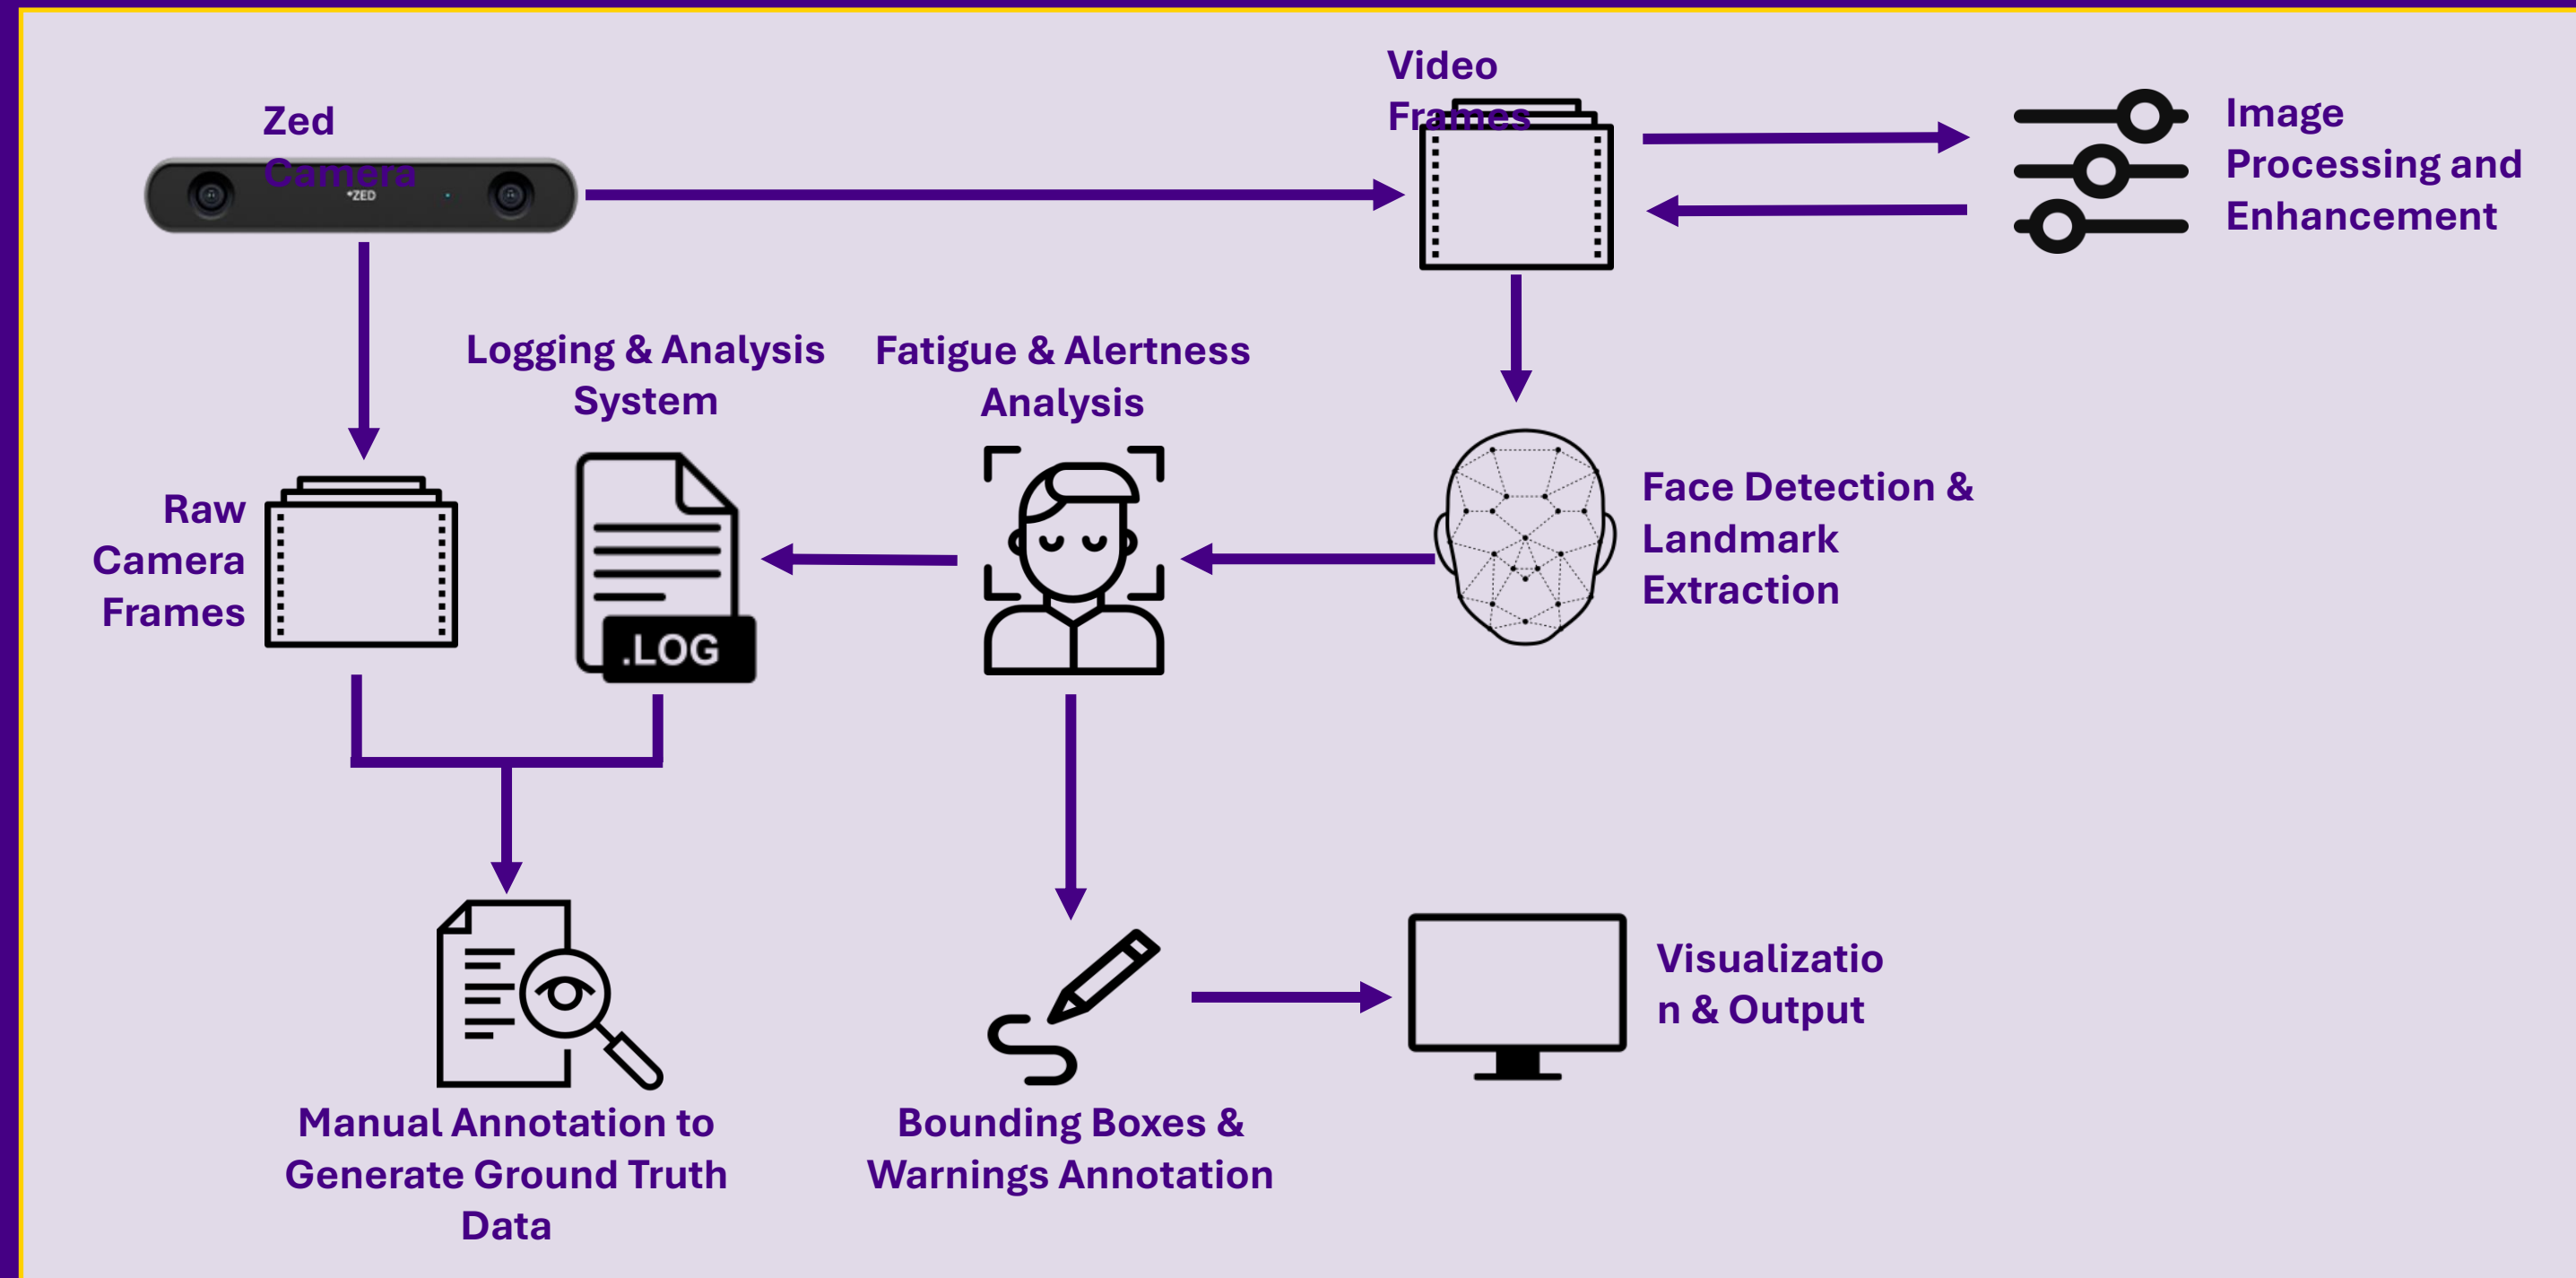 Zed
Camera
*ZED
Video
Frames
Image
Processing and
Enhancement
Logging & Analysis
System
Fatigue & Alertness
Analysis
Raw
Camera
Frames
.LOG
Face Detection &
Landmark
Extraction
Visualizatio
n & Output
Manual Annotation to
Generate Ground Truth
Data
Bounding Boxes &
Warnings Annotation